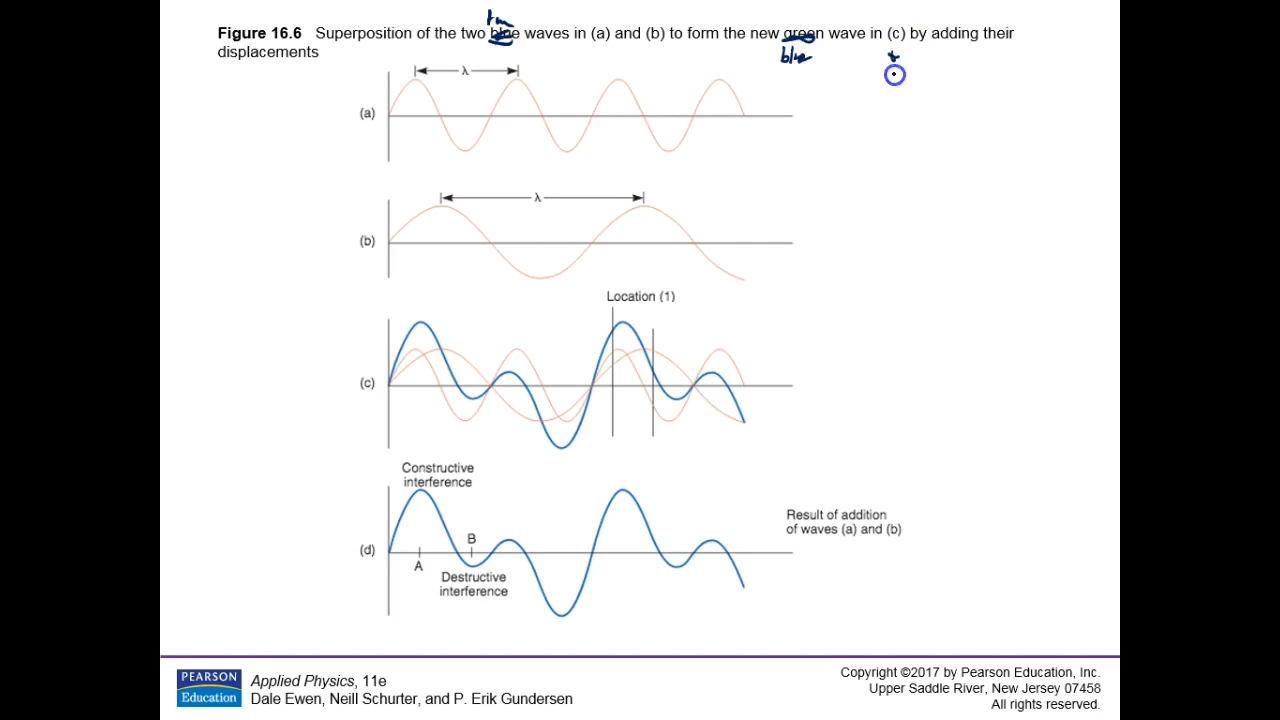 Figure 16.6 Superposition of the two blue waves in (a) and (b) to form the new green wave in (c) by adding their
displacements
blue
λ
(a)
λ
(b)
Location (1)
(c)
Constructive
interference
Result of addition
of waves (a) and (b)
B
(d)
A
Destructive
interference
PEARSON
Education
Applied Physics, 11e
Dale Ewen, Neill Schurter, and P. Erik Gundersen
Copyright ©2017 by Pearson Education, Inc.
Upper Saddle River, New Jersey 07458
All rights reserved.